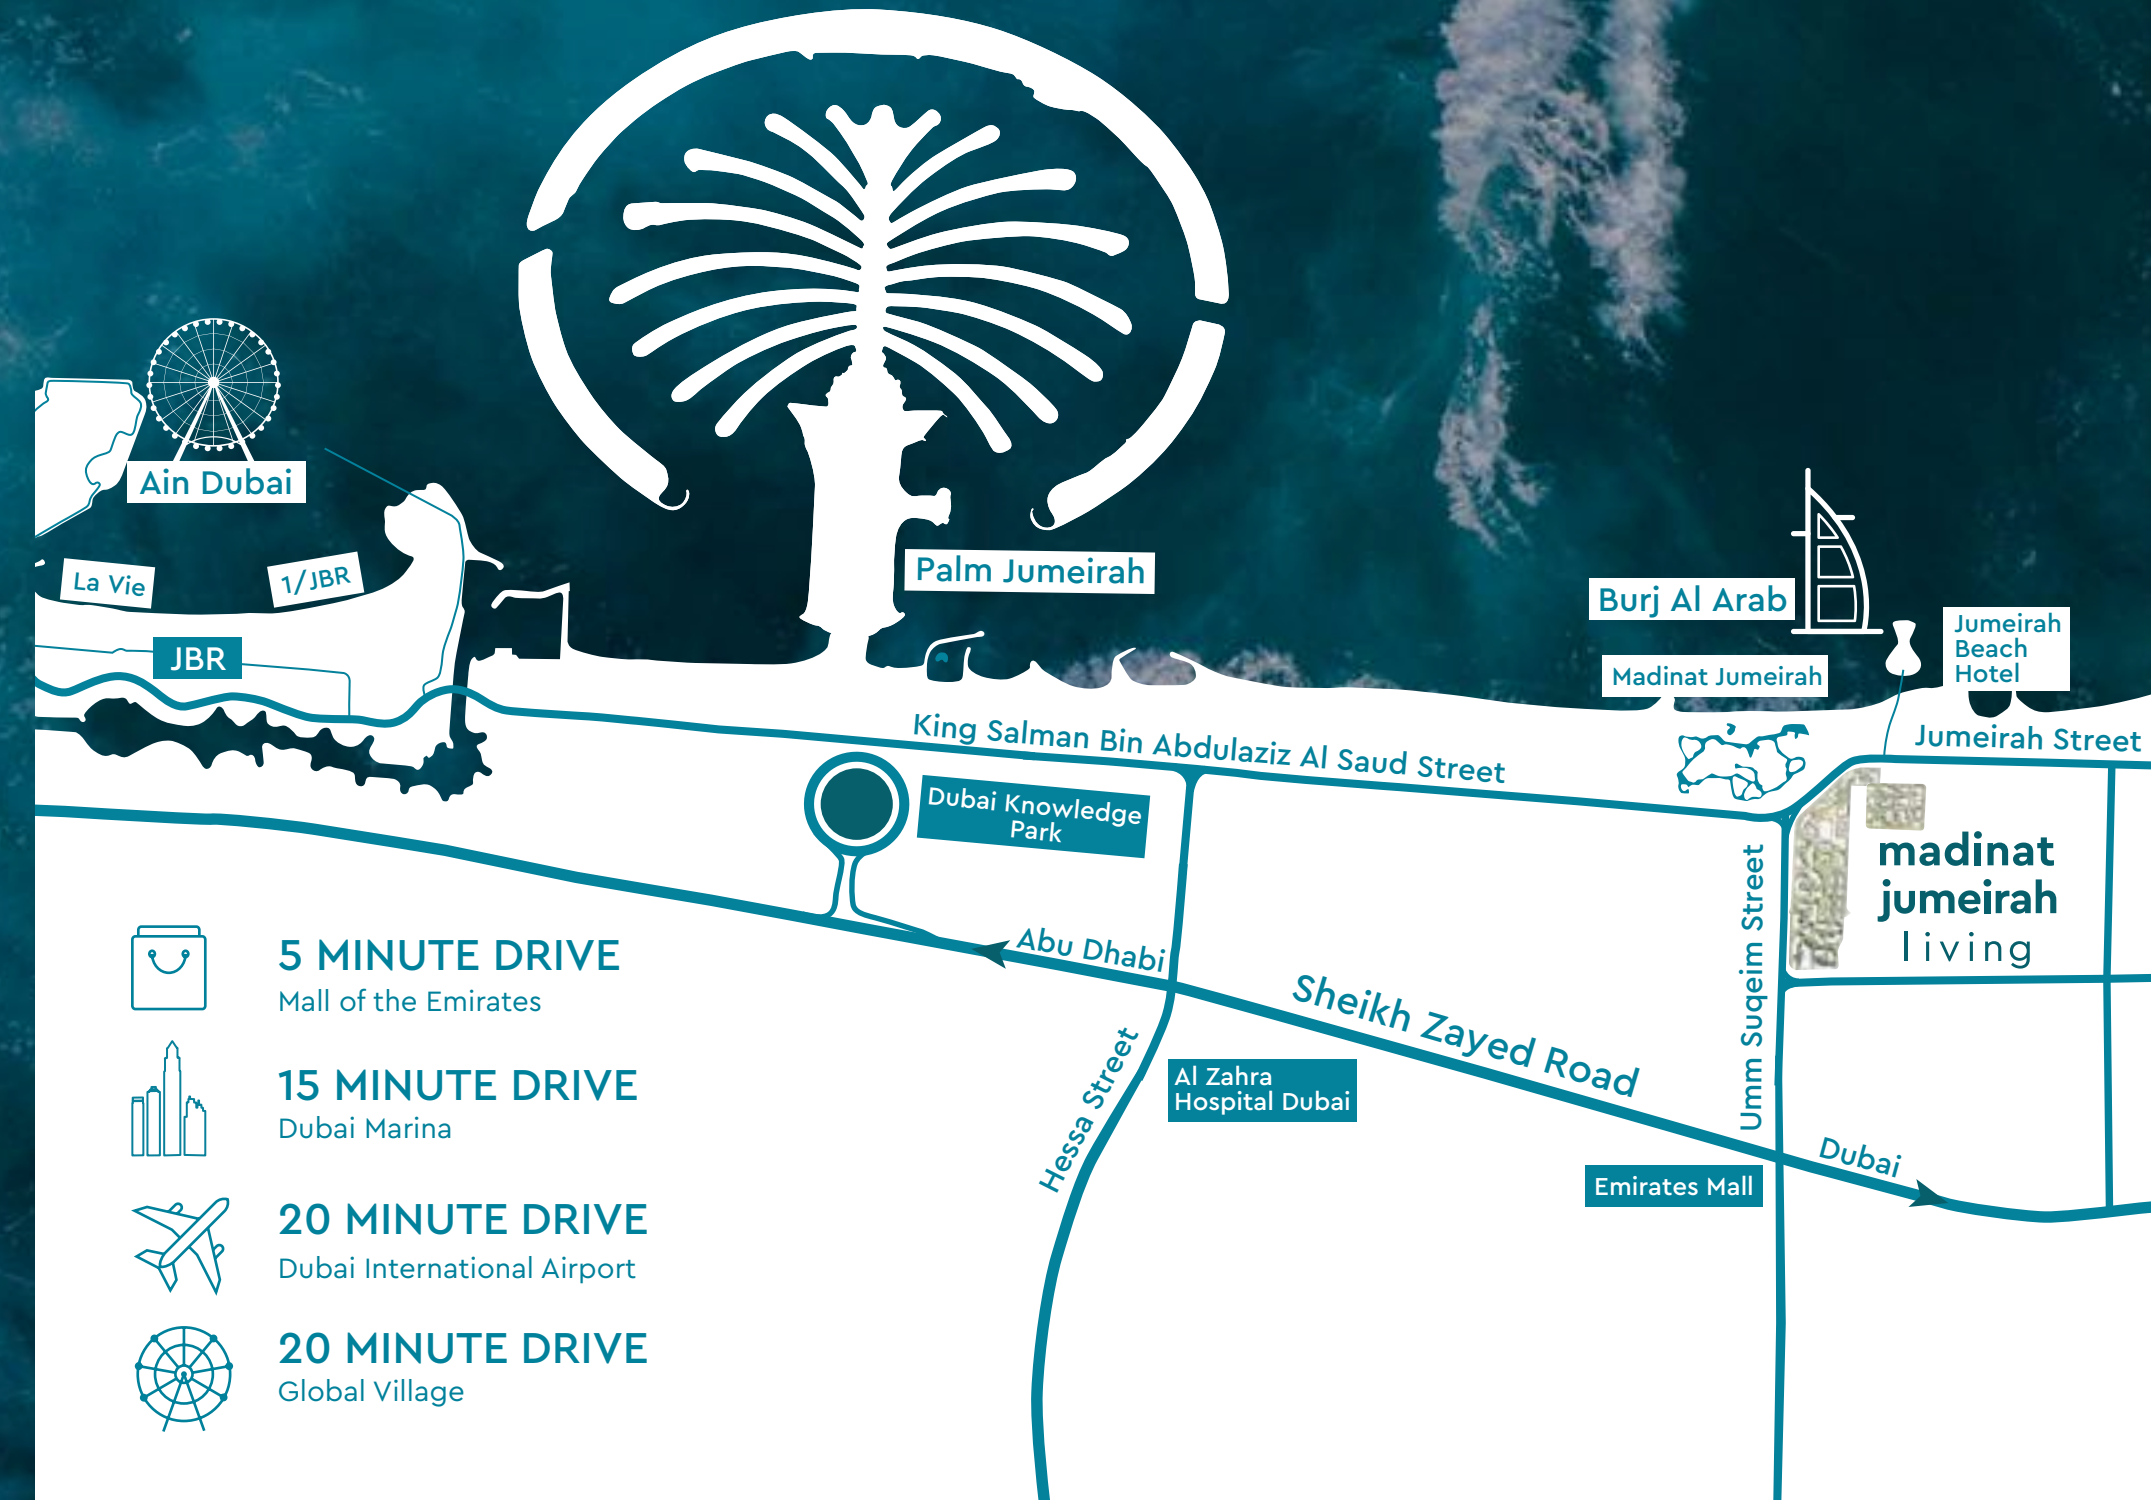 Ain Dubai
La Vie
1/JBR
JBR
Palm Jumeirah
Burj Al Arab
Jumeirah
Beach
Hotel
Madinat Jumeirah
King Salman Bin Abdulaziz Al Saud Street
Jumeirah Street
Dubai Knowledge
Park
madinat
jumeirah
living
Umm Suqeim Street
Abu Dhabi
Sheikh Zayed Road
Hessa Street
Al Zahra
Hospital Dubai
Dubai
Emirates Mall
5 MINUTE DRIVE
Mall of the Emirates
15 MINUTE DRIVE
Dubai Marina
20 MINUTE DRIVE
Dubai International Airport
20 MINUTE DRIVE
Global Village